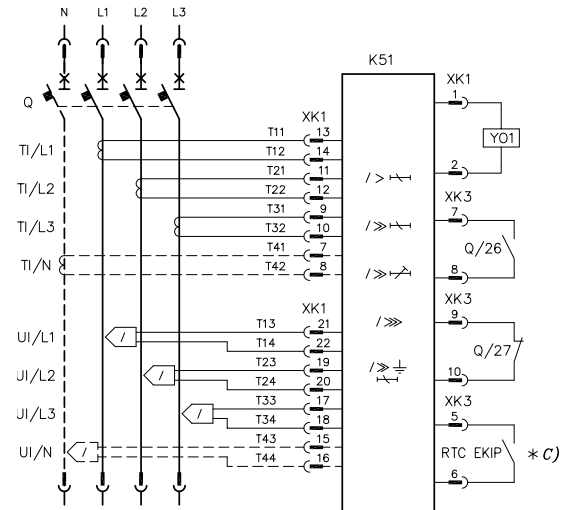 N L1 L2 L3
K51
XK1
1
Q
Y01
XK1
T11 13
TI/L1
T12 14
2
T21 11
/ >
TI/L2
T22 12
XK3
T31 9
7
TI/L3
T32 10
/ ≫
T41 7
Q/26
TI/N
T42 8
/ ≫
8
XK3
XK1
9
T13 21
/ ⋙
UI/L1
/
T14 22
Q/27
T23 19
/ ≫
UI/L2
/
T24 20
10
T33 17
XK3
UI/L3
/
T34 18
5
T43 15
UI/N
/
RTC EKIP *C)
T44 16
6